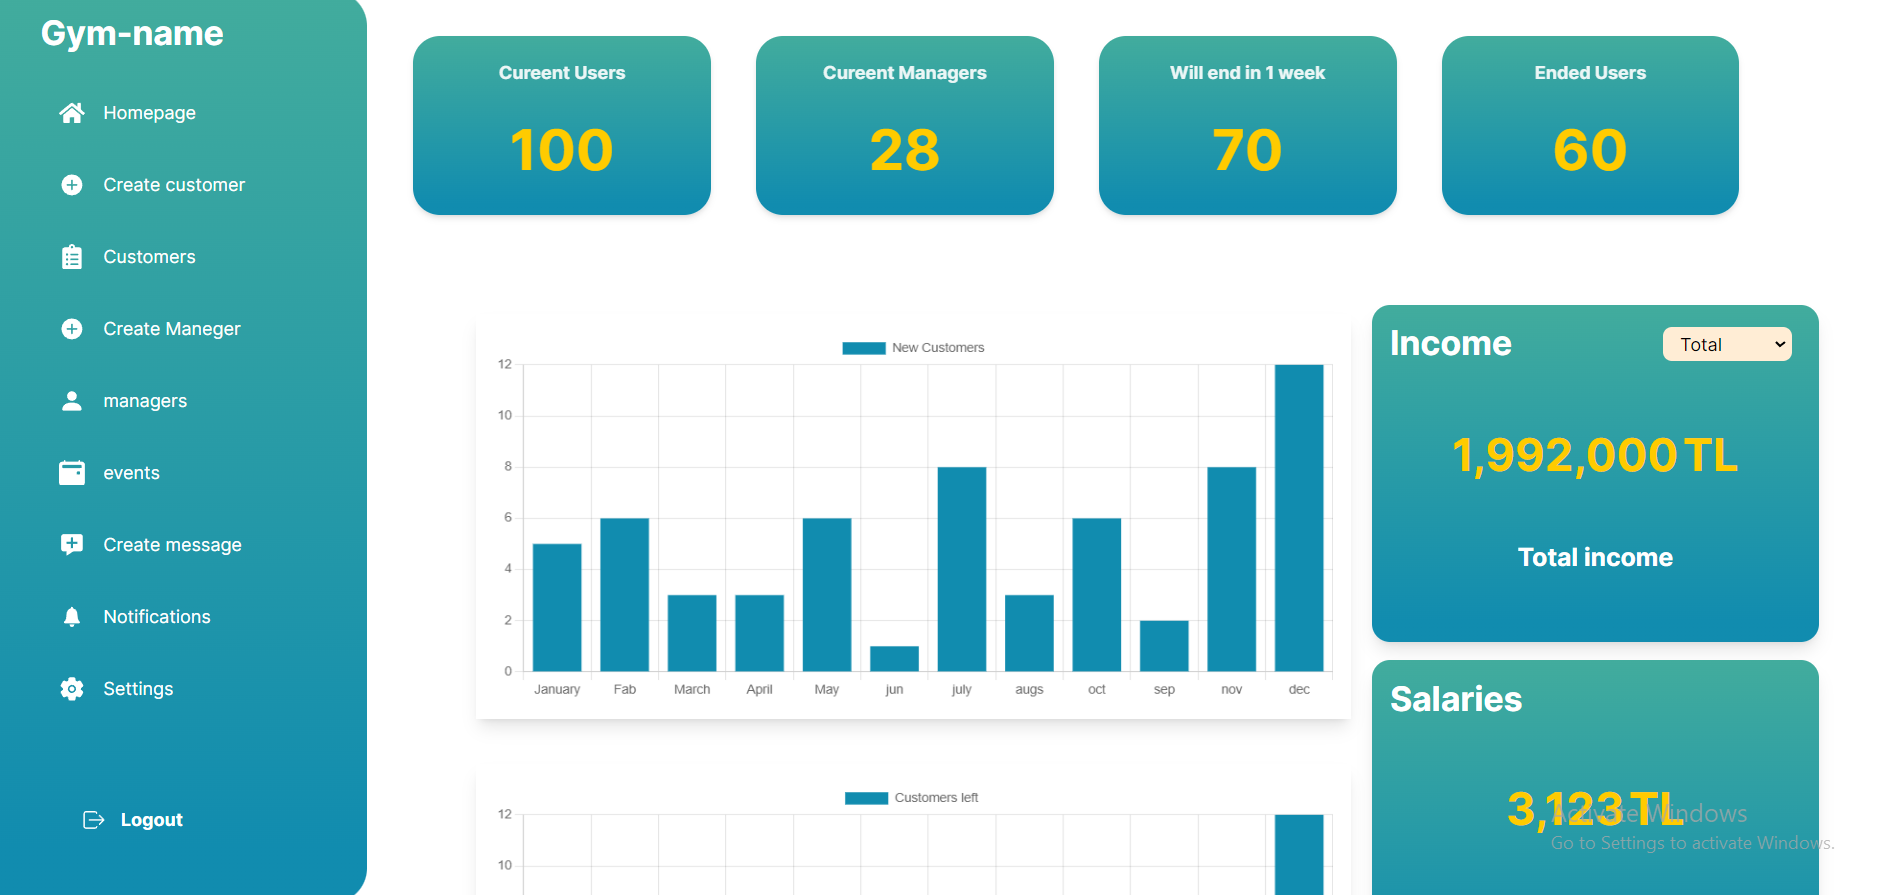 Gym-name
Homepage
Create customer
Customers
Create Maneger
managers
events
Create message
Notifications
Settings
Logout
Cureent Users
100
Cureent Managers
28
Will end in 1 week
70
Ended Users
60
New Customers
12
10
8
6
4
2
0
January Fab March April May jun july augs oct sep nov dec
Customers left
12
10
Income
Total
1,992,000 TL
Total income
Salaries
3,123 TL
Activate Windows
Go to Settings to activate Windows.